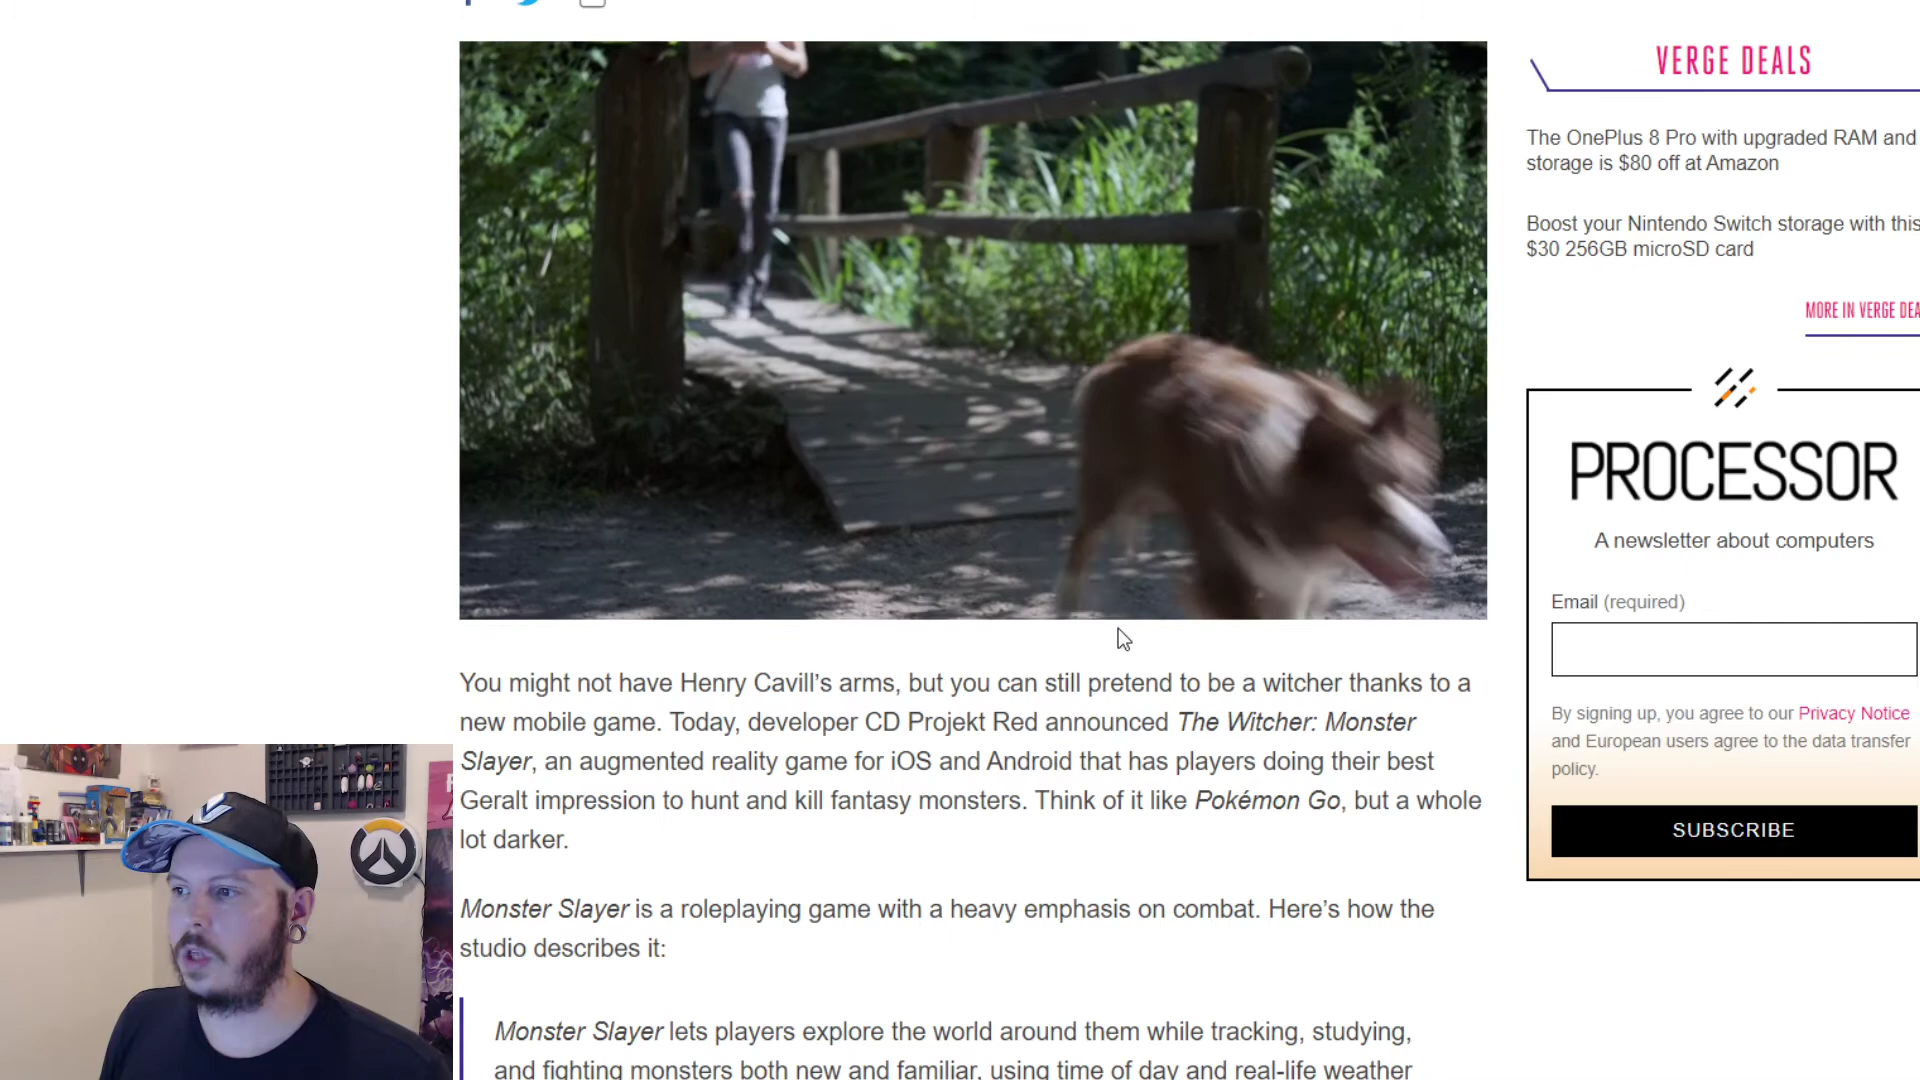 You might not have Henry Cavill’s arms, but you can still pretend to be a witcher thanks to a
new mobile game. Today, developer CD Projekt Red announced The Witcher: Monster
Slayer, an augmented reality game for iOS and Android that has players doing their best
Geralt impression to hunt and kill fantasy monsters. Think of it like Pokémon Go, but a whole
lot darker.
Monster Slayer is a roleplaying game with a heavy emphasis on combat. Here’s how the
studio describes it:
Monster Slayer lets players explore the world around them while tracking, studying,
and fighting monsters both new and familiar, using time of day and real-life weather
VERGE DEALS
The OnePlus 8 Pro with upgraded RAM and
storage is $80 off at Amazon
Boost your Nintendo Switch storage with this
$30 256GB microSD card
MORE IN VERGE DEA
PROCESSOR
A newsletter about computers
Email (required)
By signing up, you agree to our Privacy Notice
and European users agree to the data transfer
policy.
SUBSCRIBE